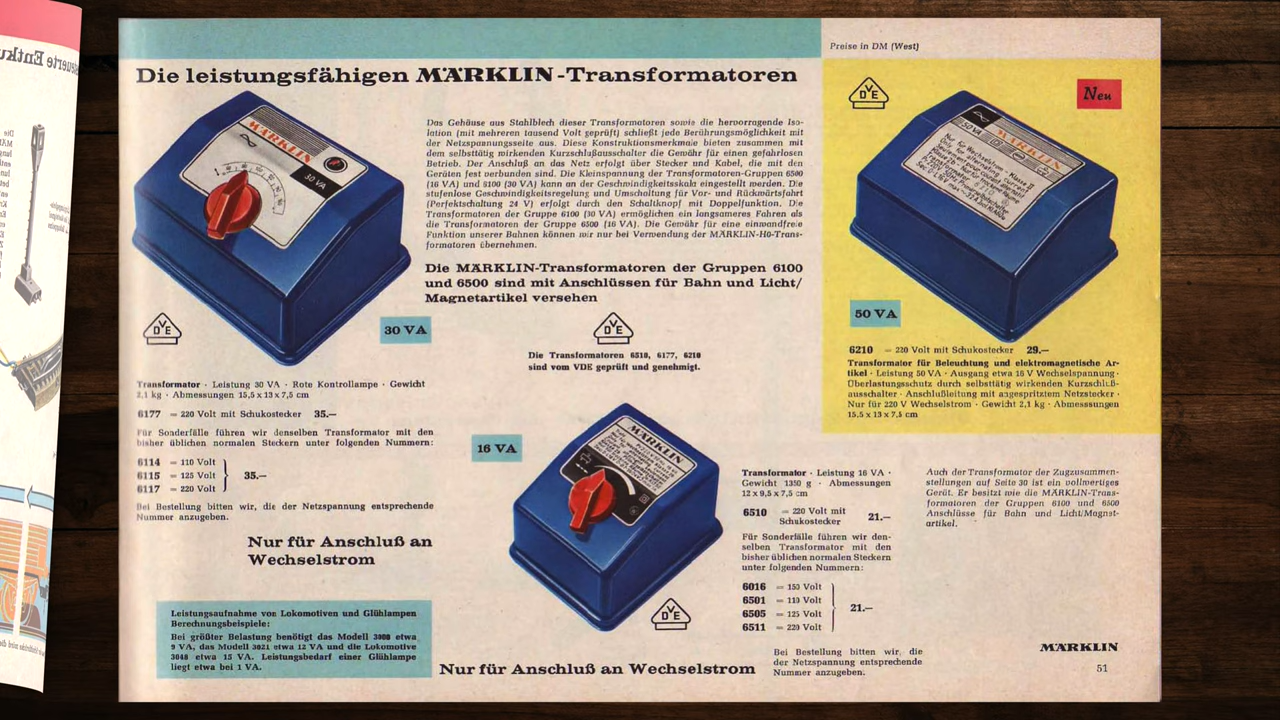 Preise in DM (West)
Die leistungsfähigen MÄRKLIN-Transformatoren
Das Gehäuse aus Stahlblech dieser Transformatoren sowie die hervorragende Iso-
lation (mit mehreren tausend Volt geprüft) schließt jede Berührungsmöglichkeit mit
der Netzspannungsseite aus. Diese Konstruktionsmerkmale bieten zusammen mit
dem selbsttätig wirkenden Kurzschlußausschalter die Gewähr für einen gefahrlosen
Betrieb. Der Anschluß an das Netz erfolgt über Stecker und Kabel, die mit den
Geräten fest verbunden sind. Die Kleinspannung der Transformatoren-Gruppen 6500
(16 VA) und 6100 (30 VA) kann an der Geschwindigkeitsskala eingestellt werden. Die
stufenlose Geschwindigkeitsregelung und Umschaltung für Vor- und Rückwärtsfahrt
(Perfektschaltung 24 V) erfolgt durch den Schaltknopf mit Doppelfunktion. Die
Transformatoren der Gruppe 6100 (30 VA) ermöglichen ein langsameres Fahren als
die Transformatoren der Gruppe 6500 (16 VA). Die Gewähr für eine einwandfreie
Funktion unserer Bahnen können wir nur bei Verwendung der MÄRKLIN-H0-Trans-
formatoren übernehmen.
Die MÄRKLIN-Transformatoren der Gruppen 6100
und 6500 sind mit Anschlüssen für Bahn und Licht/
Magnetartikel versehen
MÄRKLIN
30 VA
VDE
30 VA
VDE
Die Transformatoren 6510, 6177, 6210
sind vom VDE geprüft und genehmigt.
Transformator · Leistung 30 VA · Rote Kontrollampe · Gewicht
2,1 kg · Abmessungen 15,5 x 13 x 7,5 cm
6177 = 220 Volt mit Schukostecker 35.—
Für Sonderfälle führen wir denselben Transformator mit den
bisher üblichen normalen Steckern unter folgenden Nummern:
6114 = 110 Volt
6115 = 125 Volt 35.—
6117 = 220 Volt
Bei Bestellung bitten wir, die der Netzspannung entsprechende
Nummer anzugeben.
Nur für Anschluß an
Wechselstrom
Leistungsaufnahme von Lokomotiven und Glühlampen
Berechnungsbeispiele:
Bei größter Belastung benötigt das Modell 3000 etwa
9 VA, das Modell 3021 etwa 12 VA und die Lokomotive
3048 etwa 15 VA. Leistungsbedarf einer Glühlampe
liegt etwa bei 1 VA.
16 VA
MÄRKLIN
VDE
Nur für Anschluß an Wechselstrom
VDE
Neu
50 VA
MÄRKLIN
50 VA
6210 = 220 Volt mit Schukostecker 29.—
Transformator für Beleuchtung und elektromagnetische Ar-
tikel · Leistung 50 VA · Ausgang etwa 16 V Wechselspannung ·
Überlastungsschutz durch selbsttätig wirkenden Kurzschluß-
ausschalter · Anschlußleitung mit angespritztem Netzstecker ·
Nur für 220 V Wechselstrom · Gewicht 2,1 kg · Abmesssungen
15,5 x 13 x 7,5 cm
Transformator · Leistung 16 VA ·
Gewicht 1350 g · Abmessungen
12 x 9,5 x 7,5 cm
6510 = 220 Volt mit
Schukostecker 21.—
Für Sonderfälle führen wir den-
selben Transformator mit den
bisher üblichen normalen Steckern
unter folgenden Nummern:
6016 = 150 Volt
6501 = 110 Volt
6505 = 125 Volt 21.—
6511 = 220 Volt
Bei Bestellung bitten wir, die
der Netzspannung entsprechende
Nummer anzugeben.
Auch der Transformator der Zugzusammen-
stellungen auf Seite 30 ist ein vollwertiges
Gerät. Er besitzt wie die MÄRKLIN-Trans-
formatoren der Gruppen 6100 und 6500
Anschlüsse für Bahn und Licht/Magnet-
artikel.
MÄRKLIN
51